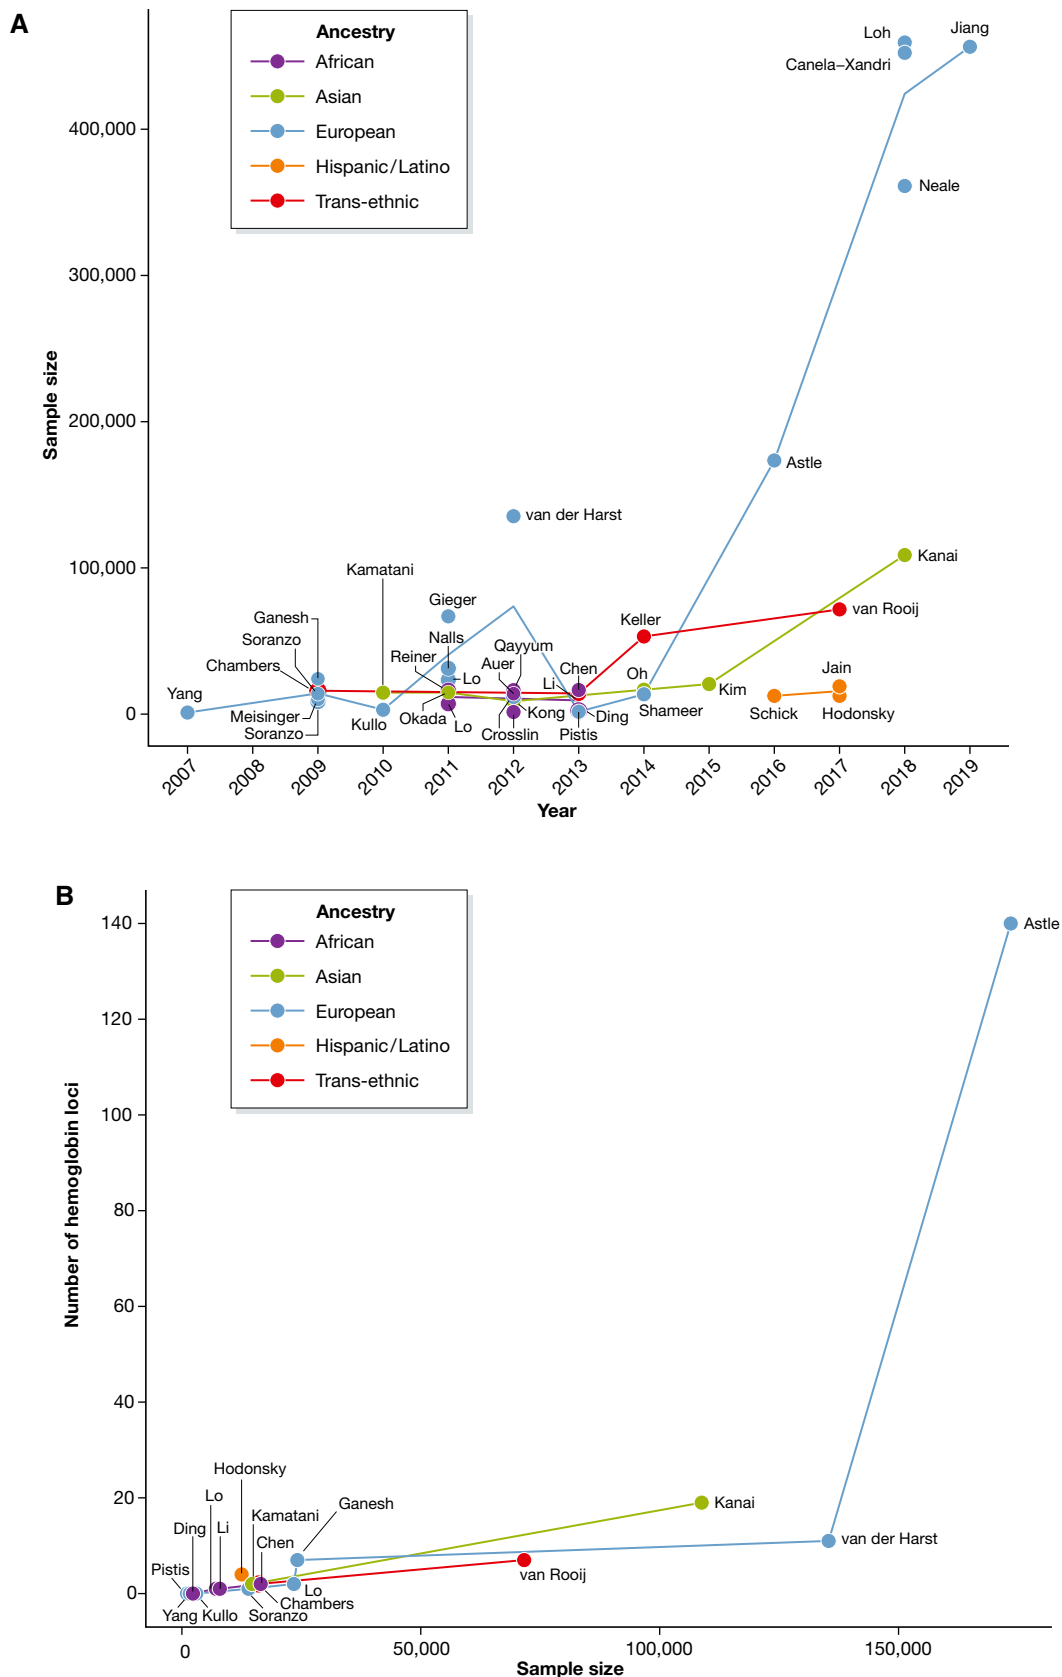 A
Ancestry
African
Asian
European
Hispanic/Latino
Trans-ethnic
Loh
Jiang
Canela–Xandri
400,000
Neale
300,000
Sample size
200,000
Astle
van der Harst
Kamatani
100,000
Kanai
Gieger
Ganesh
van Rooij
Keller
Soranzo
Nalls
Qayyum
Reiner
Auer
Chambers
Chen
Lo
Li
Oh
Jain
Yang
Kim
0
Meisinger
Okada
Kong
Ding
Shameer
Schick
Hodonsky
Kullo
Lo
Soranzo
Crosslin
Pistis
2007
2008
2009
2010
2011
2012
2013
2014
2015
2016
2017
2018
2019
Year
B
Ancestry
African
Asian
European
Hispanic/Latino
Trans-ethnic
140
Astle
120
100
Number of hemoglobin loci
80
60
40
Hodonsky
20
Lo
Ganesh
Kanai
Kamatani
Ding
Li
Chen
van der Harst
Pistis
van Rooij
0
Lo
Chambers
Yang
Kullo
Soranzo
0
50,000
100,000
150,000
Sample size